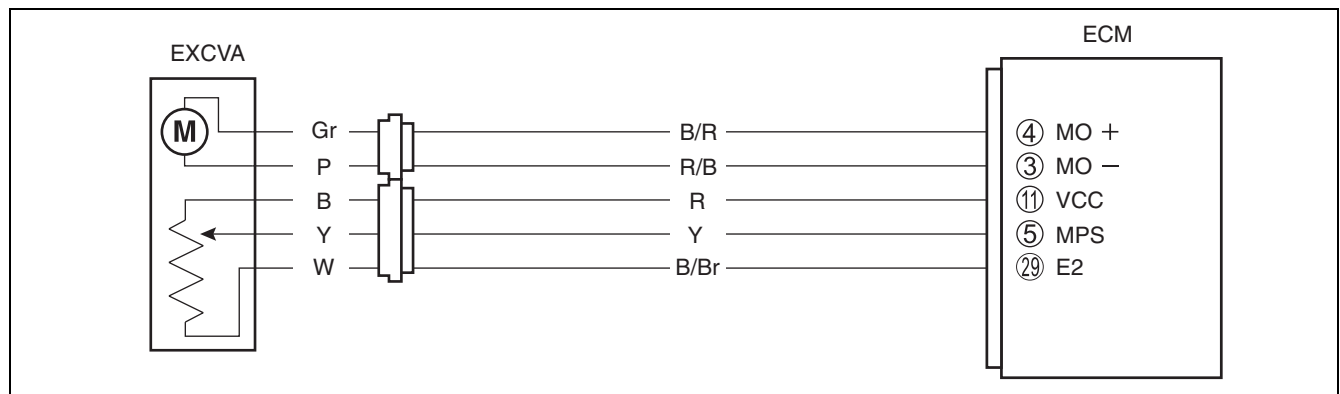 EXCVA
ECM
M
Gr B/R ④ MO +
P R/B ③ MO −
B R ⑪ VCC
Y Y ⑤ MPS
W B/Br ㉙ E2